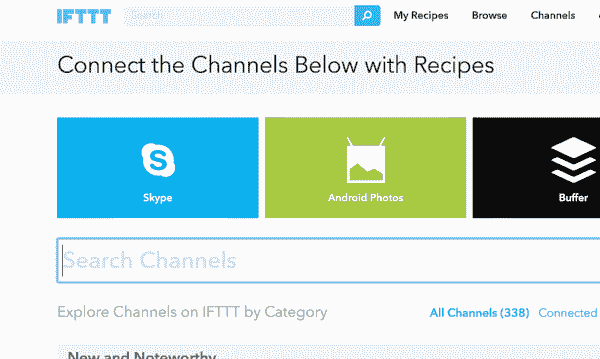 IFTTT Search My Recipes Browse Channels
Connect the Channels Below with Recipes
Skype Android Photos Buffer
Search Channels
Explore Channels on IFTTT by Category All Channels (338) Connected
New and Noteworthy